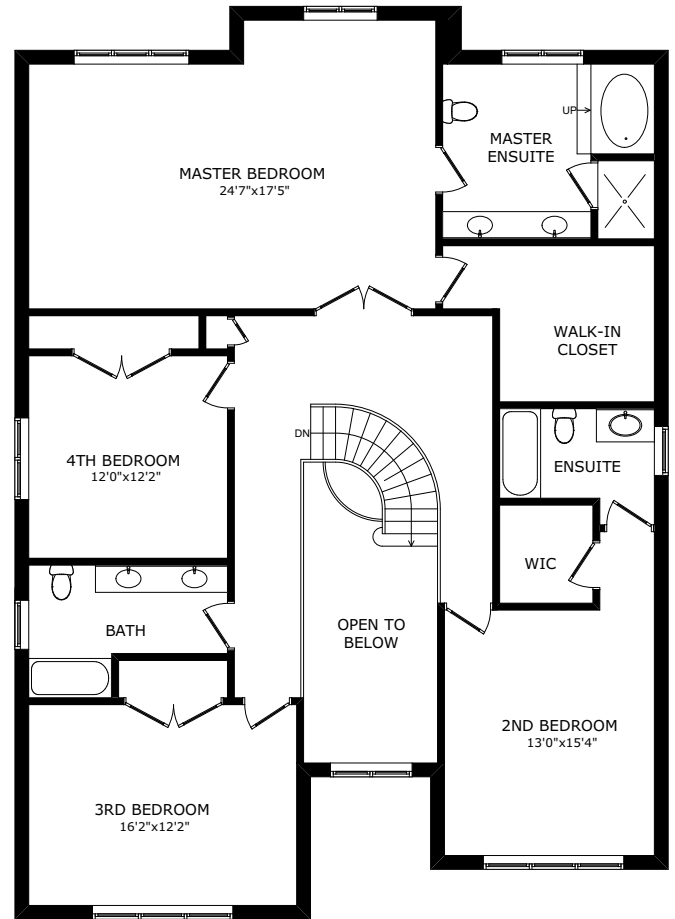 UP
MASTER
ENSUITE
MASTER BEDROOM
24'7"x17'5"
WALK-IN
CLOSET
DN
4TH BEDROOM
12'0"x12'2"
ENSUITE
WIC
BATH
OPEN TO
BELOW
2ND BEDROOM
13'0"x15'4"
3RD BEDROOM
16'2"x12'2"